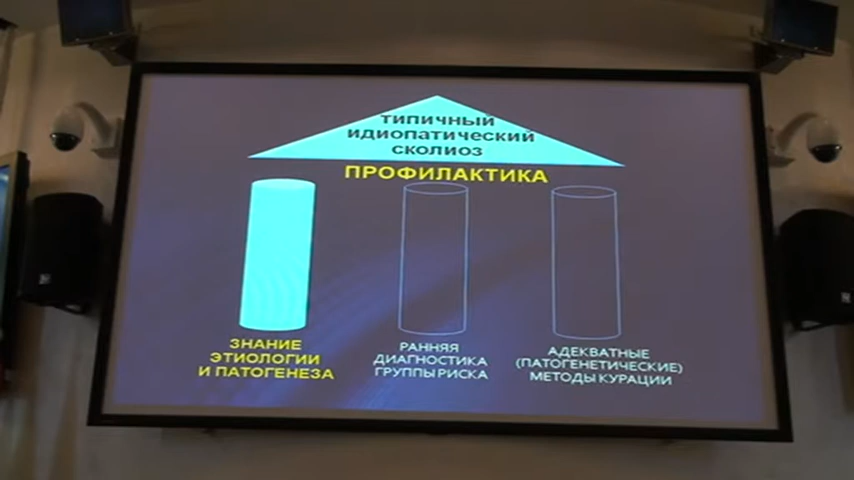 ТИПИЧНЫЙ
ИДИОПАТИЧЕСКИЙ
СКОЛИОЗ
ПРОФИЛАКТИКА
ЗНАНИЕ
ЭТИОЛОГИИ
И ПАТОГЕНЕЗА
РАННЯЯ
ДИАГНОСТИКА
ГРУППЫ РИСКА
АДЕКВАТНЫЕ
(ПАТОГЕНЕТИЧЕСКИЕ)
МЕТОДЫ КУРАЦИИ